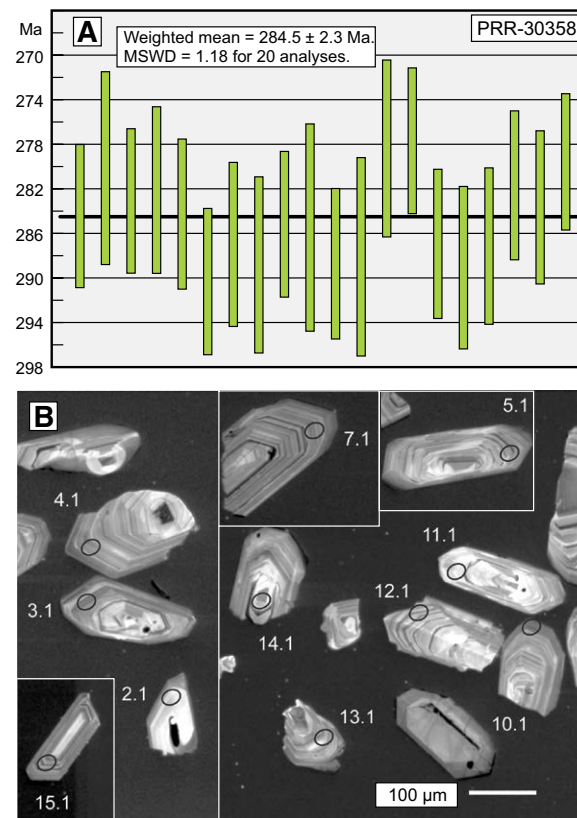 Ma
A
Weighted mean = 284.5 ± 2.3 Ma.
MSWD = 1.18 for 20 analyses.
PRR-30358
270
274
278
282
286
290
294
298
B
7.1
5.1
4.1
11.1
3.1
12.1
14.1
2.1
13.1
10.1
15.1
100 µm